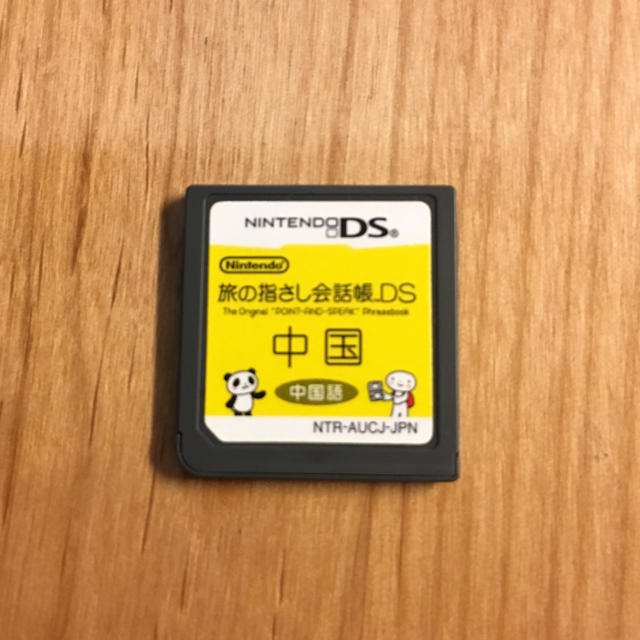 NINTENDO DS®
Nintendo®
旅の指さし会話帳DS
The Original "POINT-AND-SPEAK" Phrasebook
中国
中国語
NTR-AUCJ-JPN